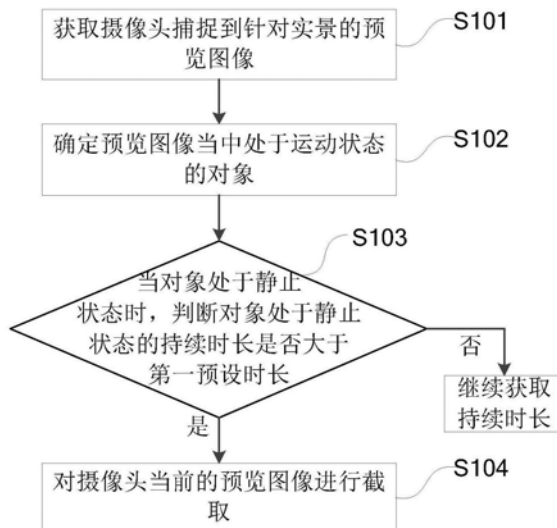 获取摄像头捕捉到针对实景的预
览图像
S101
确定预览图像当中处于运动状态
的对象
S102
S103
当对象处于静止
状态时，判断对象处于静止
状态的持续时长是否大于
第一预设时长
否
继续获取
持续时长
是
S104
对摄像头当前的预览图像进行截
取